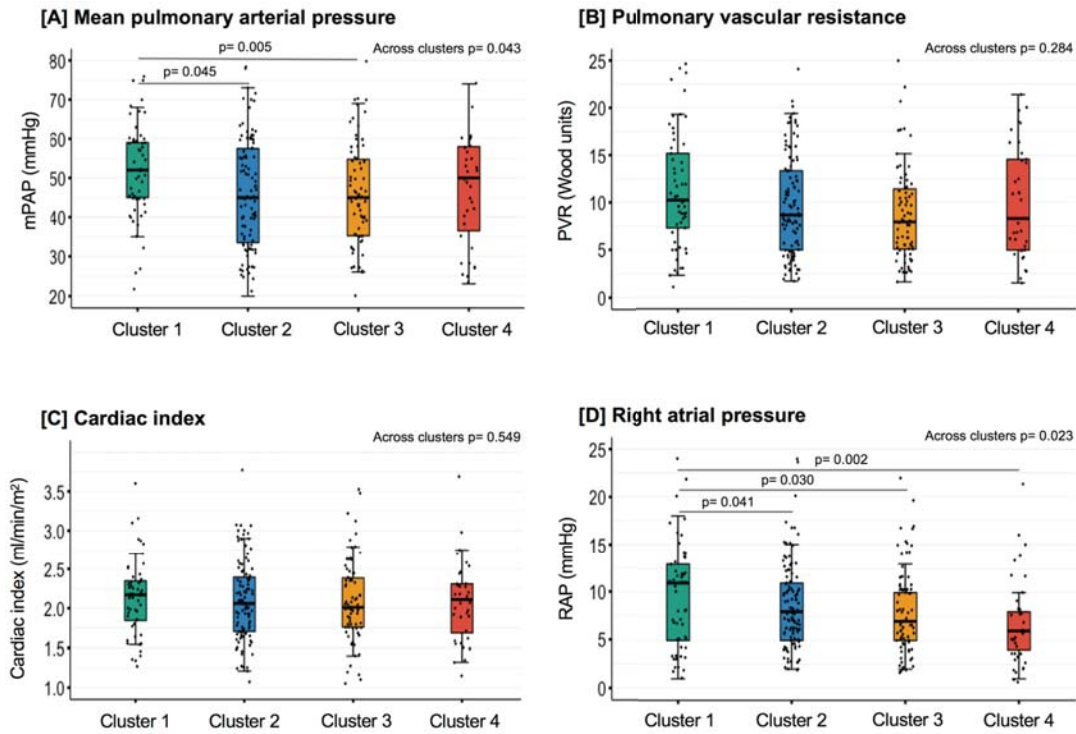 [A] Mean pulmonary arterial pressure
Across clusters p= 0.043
p= 0.005
p= 0.045
mPAP (mmHg)
80
70
60
50
40
30
20
Cluster 1 Cluster 2 Cluster 3 Cluster 4
[B] Pulmonary vascular resistance
Across clusters p= 0.284
PVR (Wood units)
25
20
15
10
5
0
Cluster 1 Cluster 2 Cluster 3 Cluster 4
[C] Cardiac index
Across clusters p= 0.549
Cardiac index (ml/min/m²)
3.5
3.0
2.5
2.0
1.5
1.0
Cluster 1 Cluster 2 Cluster 3 Cluster 4
[D] Right atrial pressure
Across clusters p= 0.023
p= 0.002
p= 0.030
p= 0.041
RAP (mmHg)
25
20
15
10
5
0
Cluster 1 Cluster 2 Cluster 3 Cluster 4